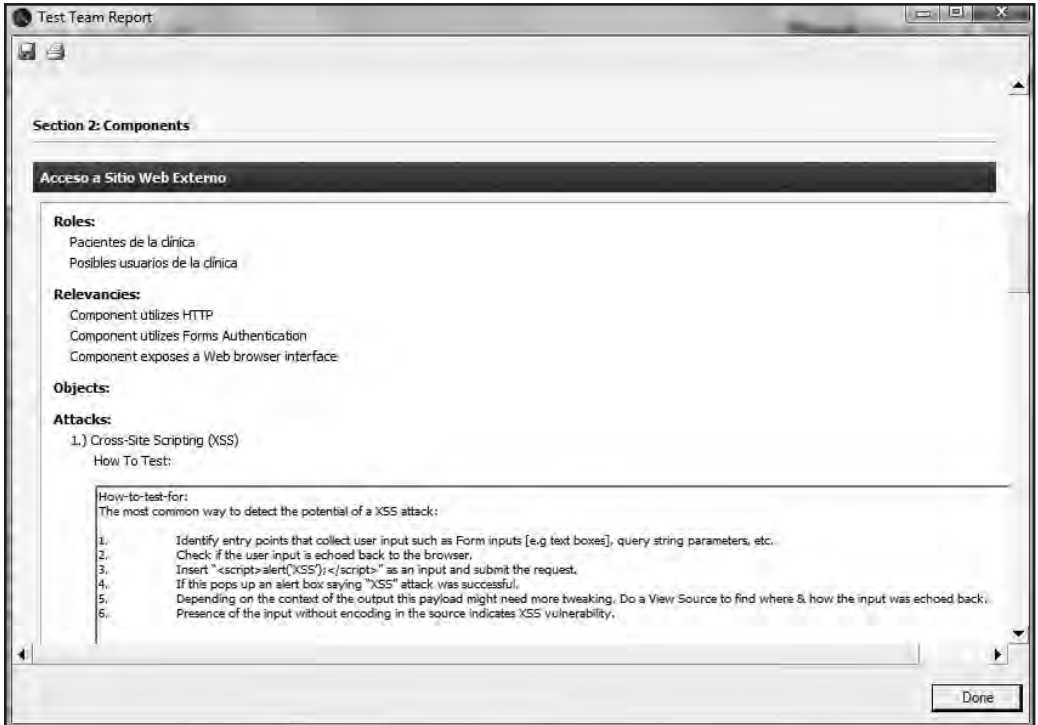 Test Team Report
Section 2: Components
Acceso a Sitio Web Externo
Roles:
Pacientes de la clínica
Posibles usuarios de la clínica
Relevancies:
Component utilizes HTTP
Component utilizes Forms Authentication
Component exposes a Web browser interface
Objects:
Attacks:
1.) Cross-Site Scripting (XSS)
How To Test:
How-to-test-for:
The most common way to detect the potential of a XSS attack:
1. Identify entry points that collect user input such as Form inputs [e.g text boxes], query string parameters, etc.
2. Check if the user input is echoed back to the browser.
3. Insert "<script>alert('XSS');</script>" as an input and submit the request.
4. If this pops up an alert box saying "XSS" attack was successful.
5. Depending on the context of the output this payload might need more tweaking. Do a View Source to find where & how the input was echoed back.
6. Presence of the input without encoding in the source indicates XSS vulnerability.
Done